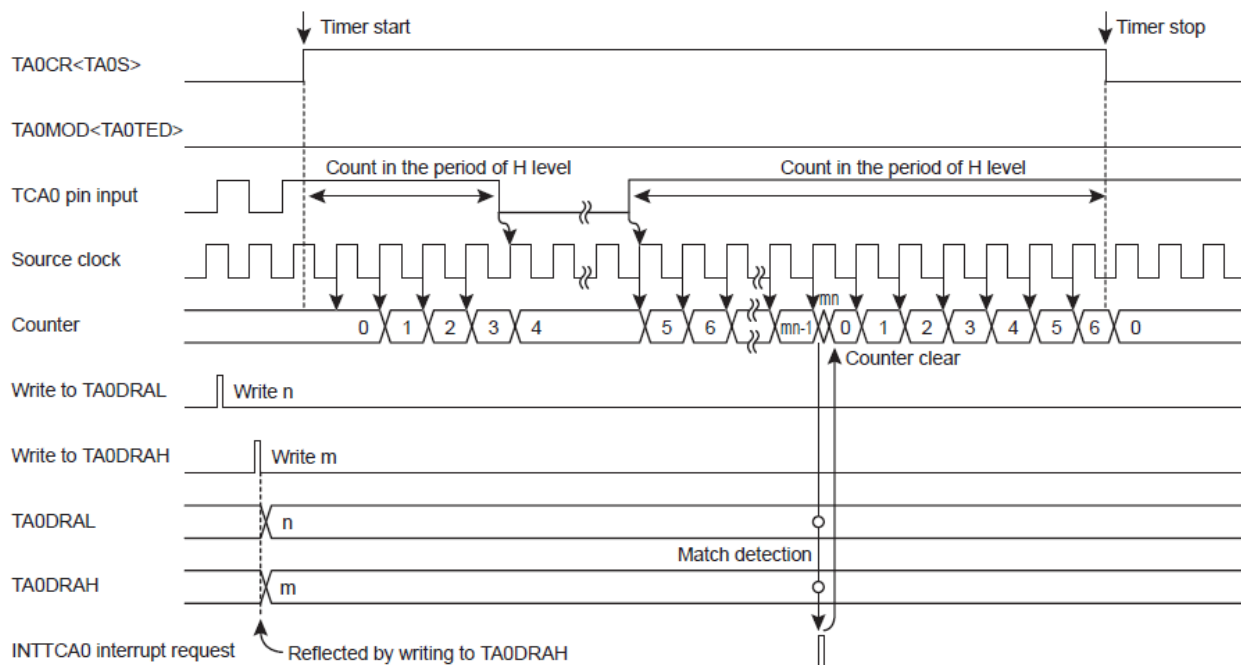 Timer start
Timer stop
TA0CR<TA0S>
TA0MOD<TA0TED>
Count in the period of H level
Count in the period of H level
TCA0 pin input
Source clock
mn
Counter
0 1 2 3 4 5 6 mn-1 0 1 2 3 4 5 6 0
Counter clear
Write to TA0DRAL
Write n
Write to TA0DRAH
Write m
TA0DRAL
n
Match detection
TA0DRAH
m
INTTCA0 interrupt request
Reflected by writing to TA0DRAH